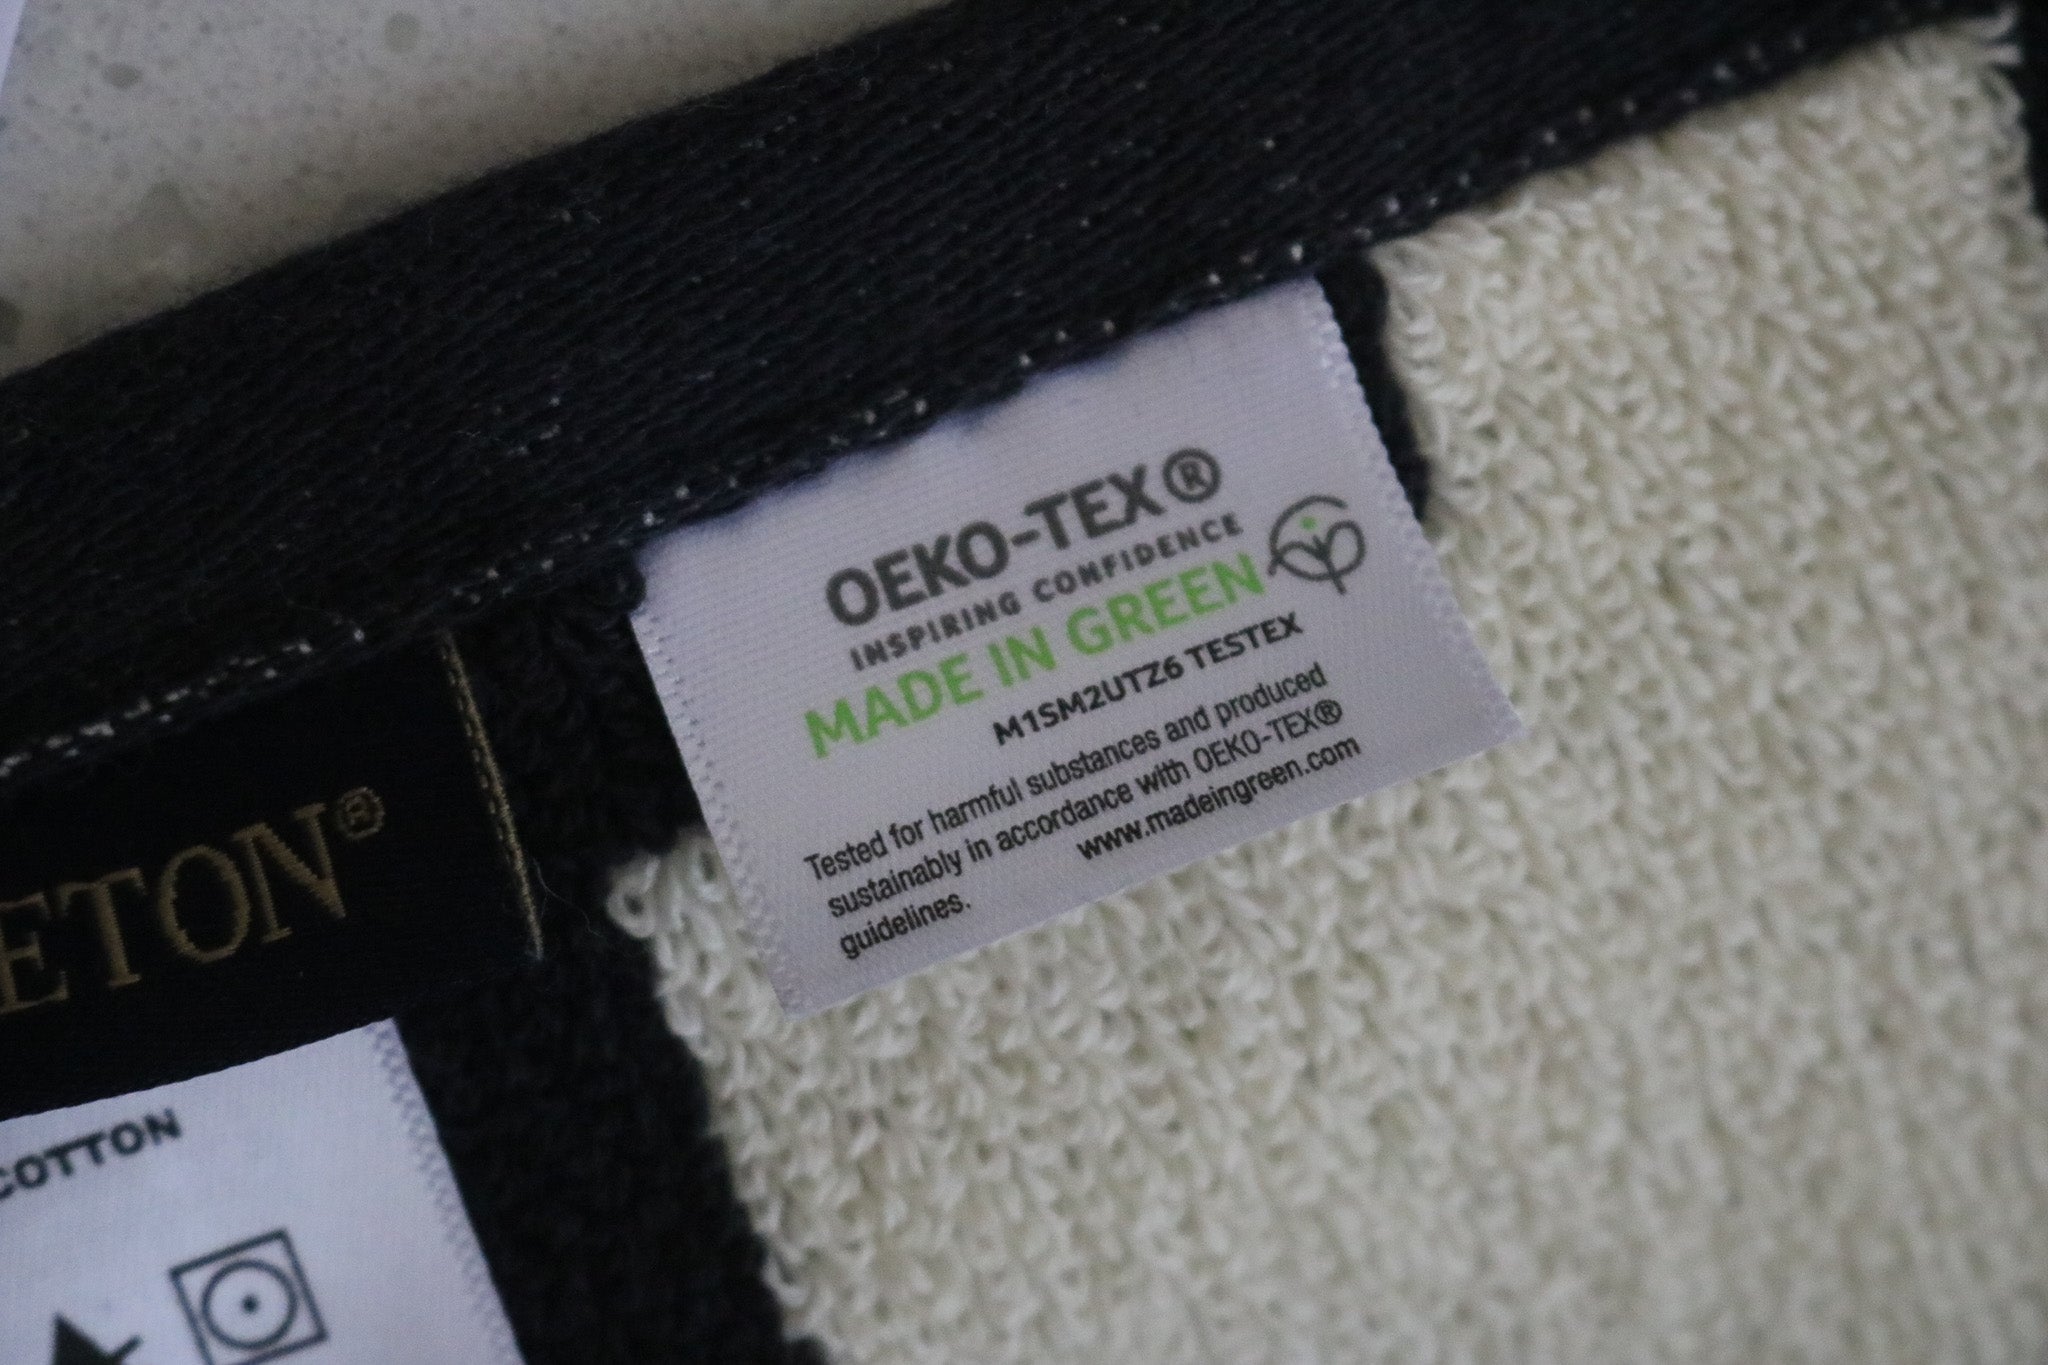 OEKO-TEX®
INSPIRING CONFIDENCE
MADE IN GREEN
M1SM2UTZ6 TESTEX
Tested for harmful substances and produced
sustainably in accordance with OEKO-TEX®
guidelines. www.madeingreen.com
ETON®
COTTON